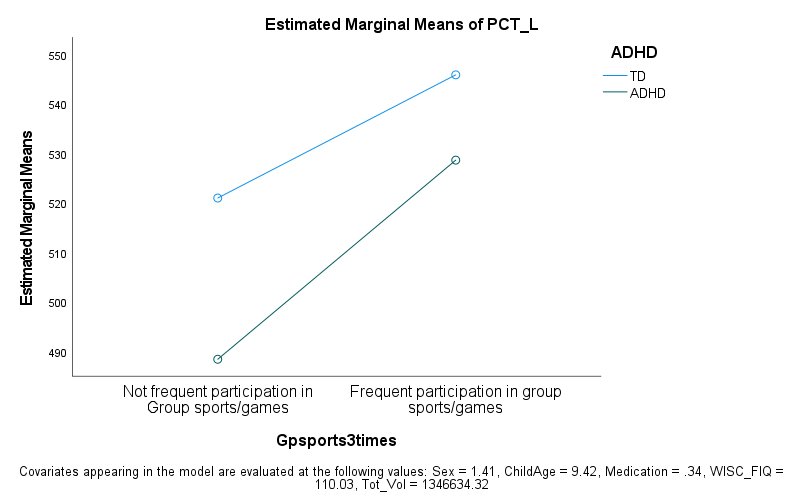 Estimated Marginal Means of PCT_L
ADHD
TD
ADHD
Estimated Marginal Means
550
540
530
520
510
500
490
Not frequent participation in
Group sports/games
Frequent participation in group
sports/games
Gpsports3times
Covariates appearing in the model are evaluated at the following values: Sex = 1.41, ChildAge = 9.42, Medication = .34, WISC_FIQ =
110.03, Tot_Vol = 1346634.32